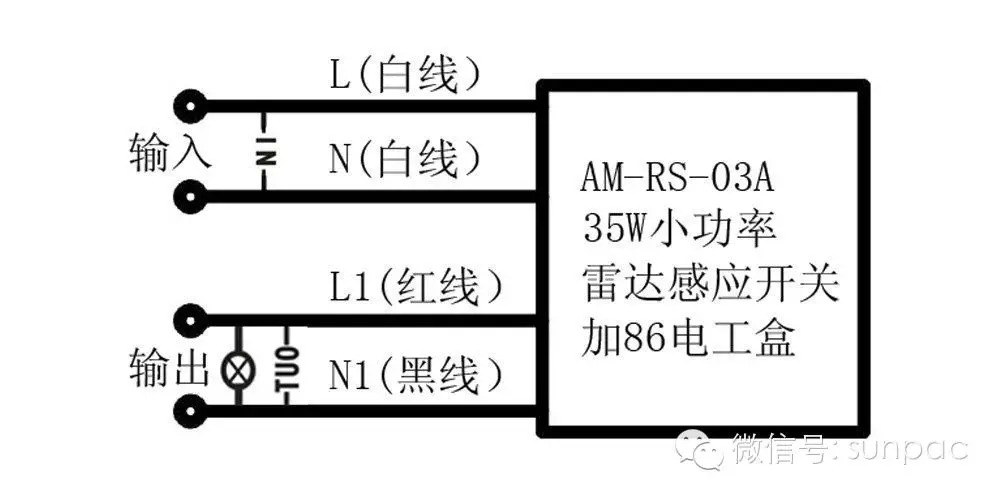 L(白线)
输入
IN
N(白线)
AM-RS-03A
35W小功率
雷达感应开关
加86电工盒
L1(红线)
输出
OUT
N1(黑线)
微信号: sunpac